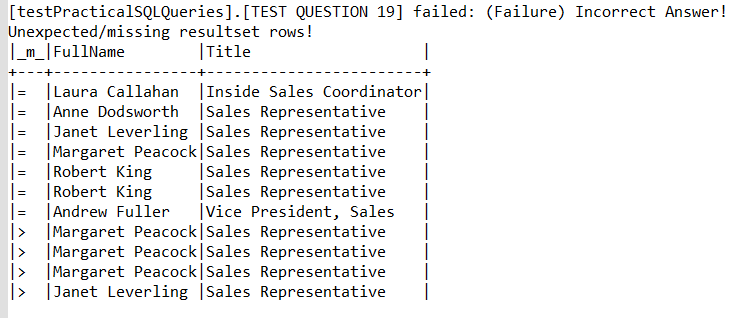 [testPracticalSQLQueries].[TEST QUESTION 19] failed: (Failure) Incorrect Answer!
Unexpected/missing resultset rows!
|_m_|FullName        |Title                   |
+---+----------------+------------------------+
|=  |Laura Callahan  |Inside Sales Coordinator|
|=  |Anne Dodsworth  |Sales Representative    |
|=  |Janet Leverling |Sales Representative    |
|=  |Margaret Peacock|Sales Representative    |
|=  |Robert King     |Sales Representative    |
|=  |Robert King     |Sales Representative    |
|=  |Andrew Fuller   |Vice President, Sales   |
|>  |Margaret Peacock|Sales Representative    |
|>  |Margaret Peacock|Sales Representative    |
|>  |Margaret Peacock|Sales Representative    |
|>  |Janet Leverling |Sales Representative    |